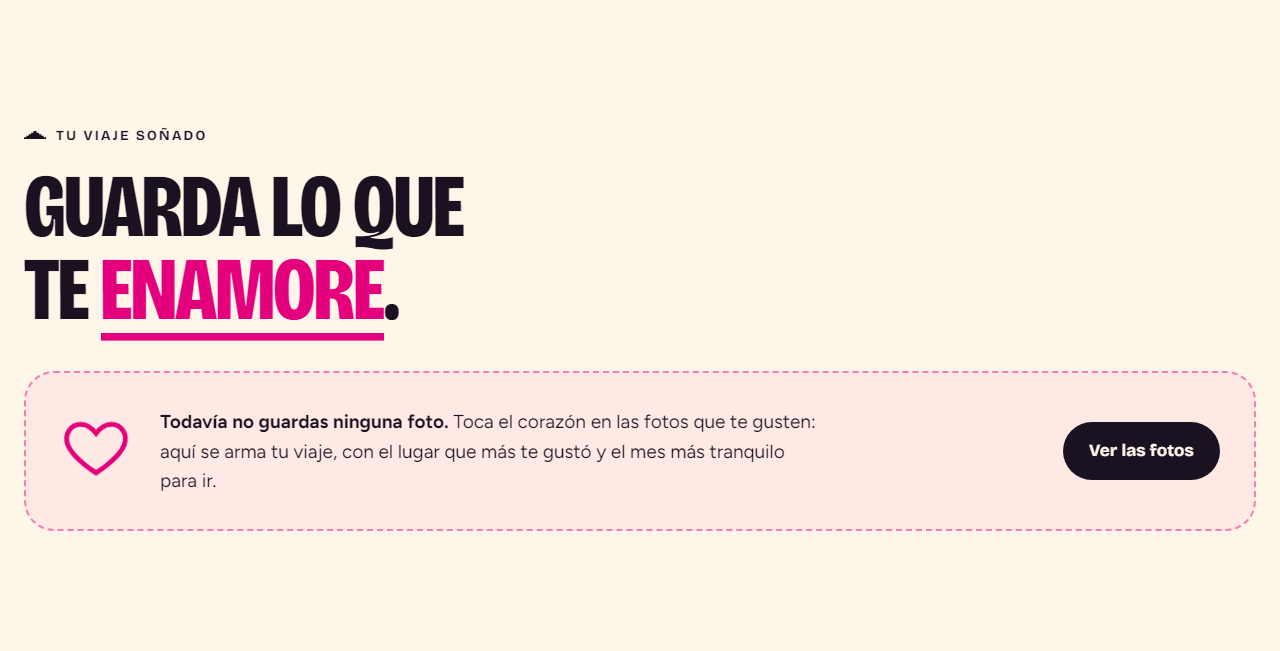 TU VIAJE SOÑADO
GUARDA LO QUE
TE ENAMORE.
Todavía no guardas ninguna foto. Toca el corazón en las fotos que te gusten:
aquí se arma tu viaje, con el lugar que más te gustó y el mes más tranquilo
para ir.
Ver las fotos